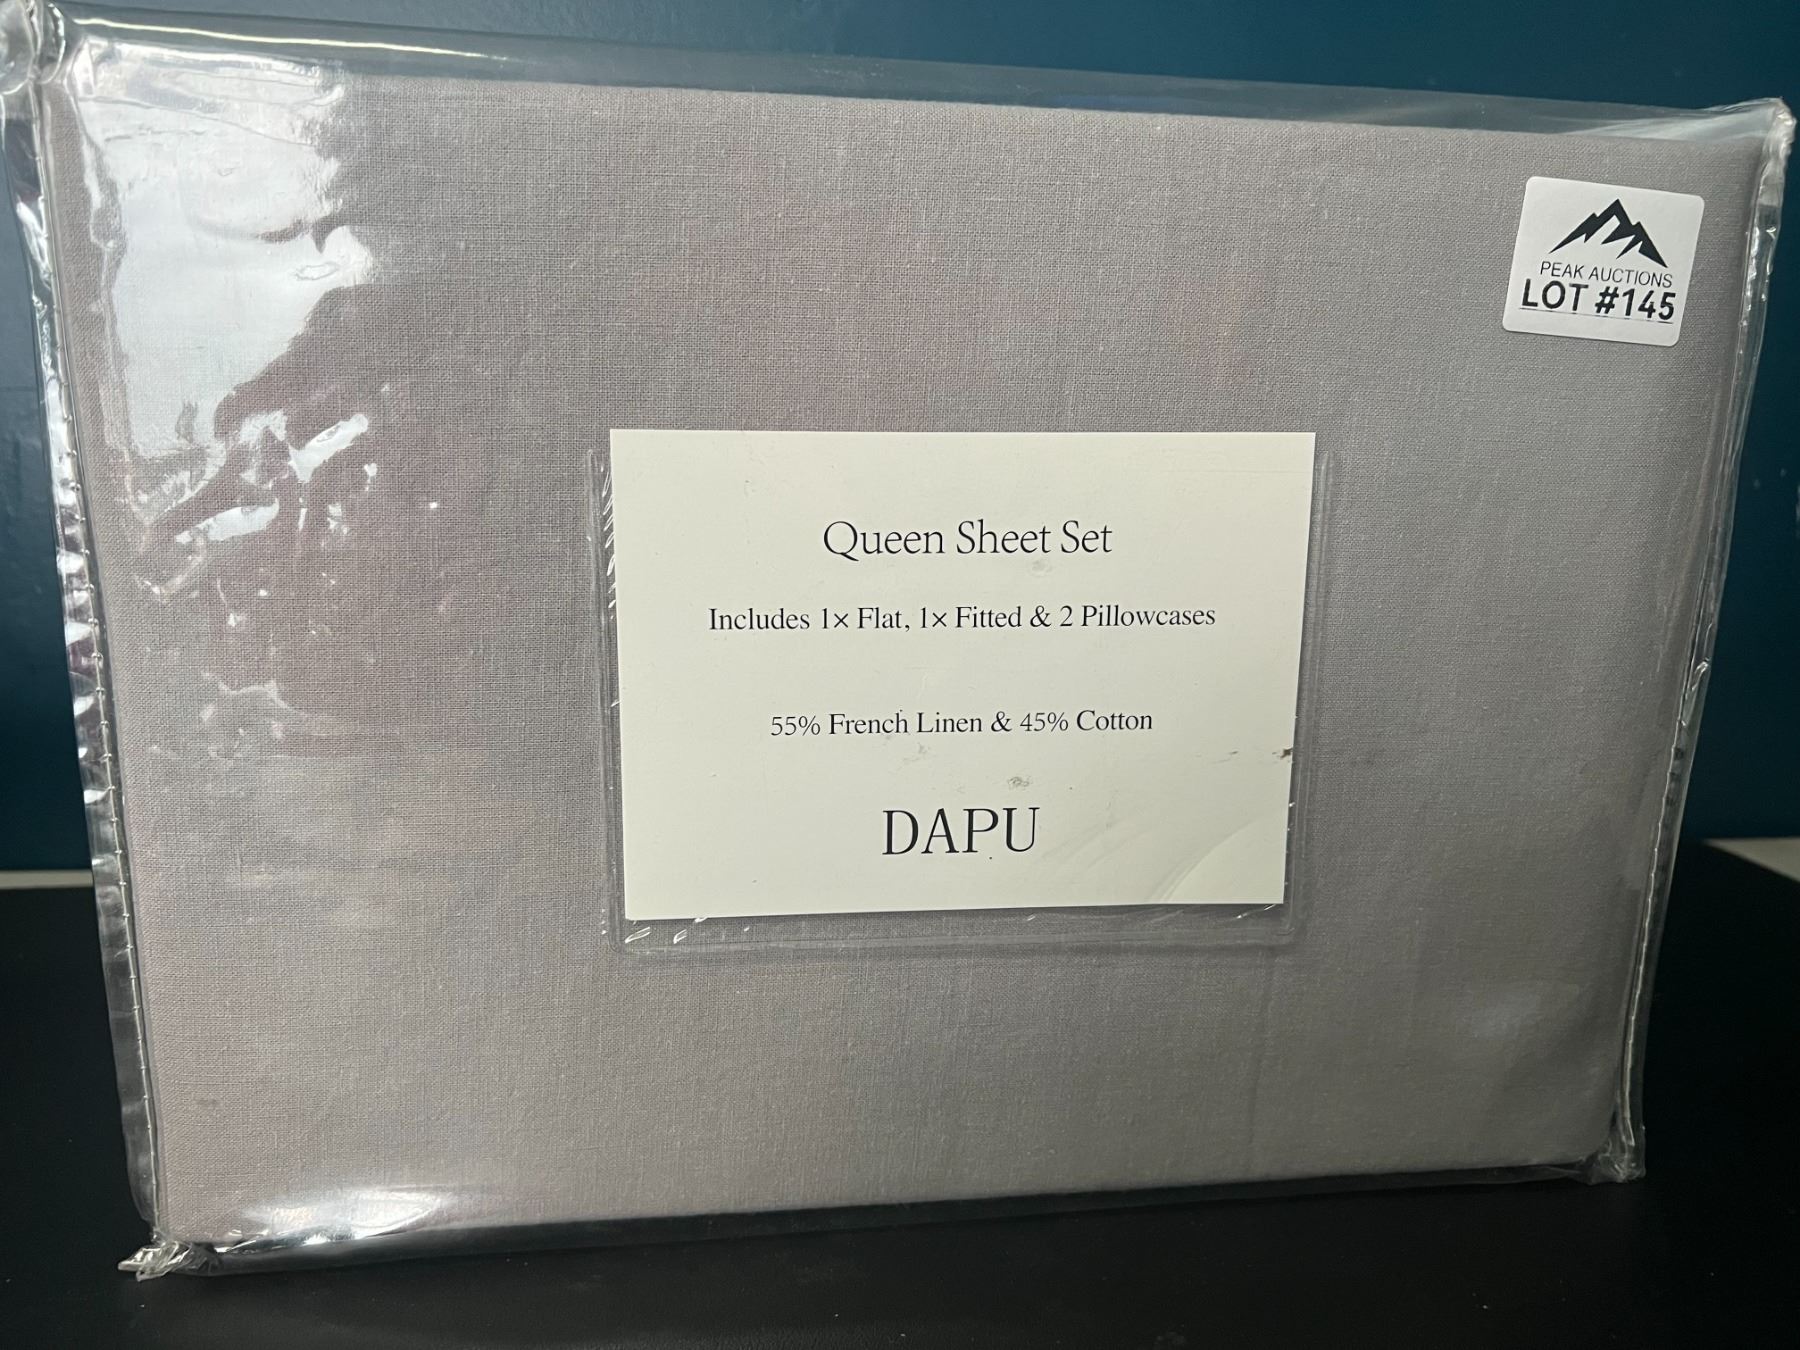 PEAK AUCTIONS
LOT #145
Queen Sheet Set
Includes 1× Flat, 1× Fitted & 2 Pillowcases
55% French Linen & 45% Cotton
DAPU